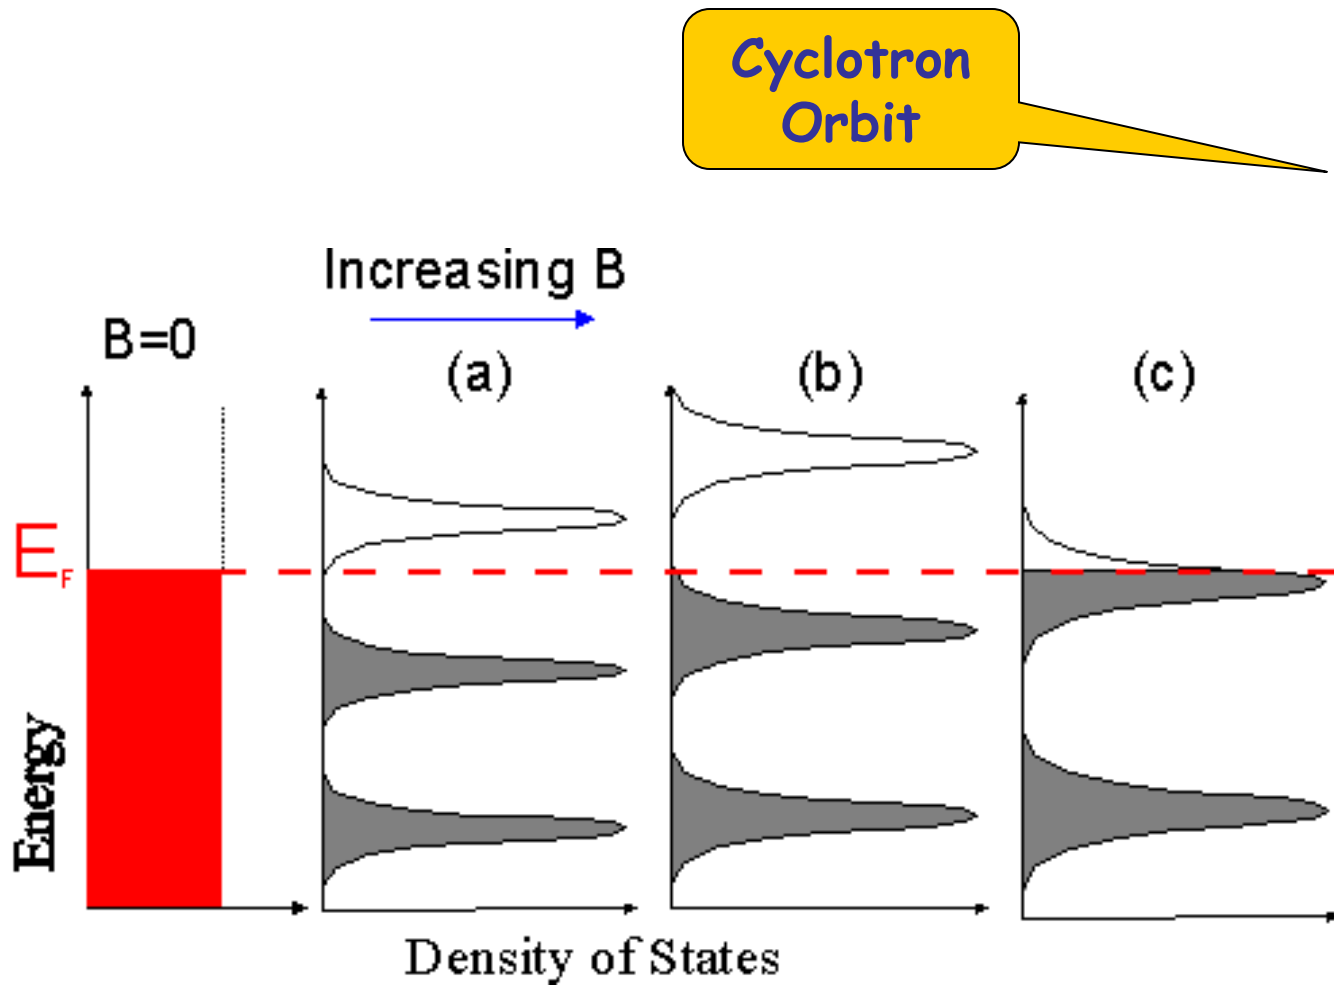 Cyclotron
Orbit
Increasing B
B=0
(a)
(b)
(c)
EF
Energy
Density of States